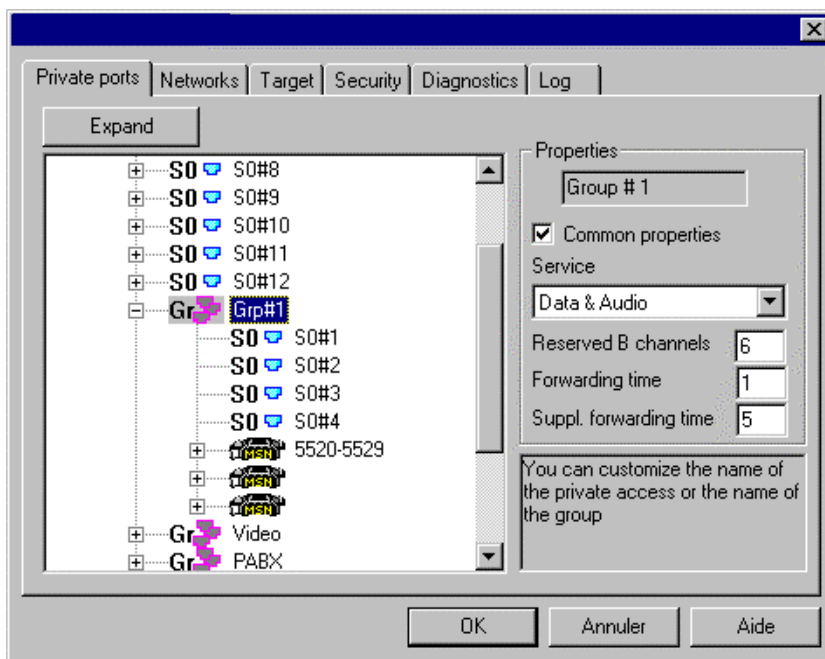 Private ports Networks Target Security Diagnostics Log
Expand
S0 S0#8
S0 S0#9
S0 S0#10
S0 S0#11
S0 S0#12
Gr Grp#1
S0 S0#1
S0 S0#2
S0 S0#3
S0 S0#4
MSN 5520-5529
MSN
MSN
Gr Video
Gr PABX
Properties
Group # 1
Common properties
Service
Data & Audio
Reserved B channels 6
Forwarding time 1
Suppl. forwarding time 5
You can customize the name of
the private access or the name of
the group
OK Annuler Aide